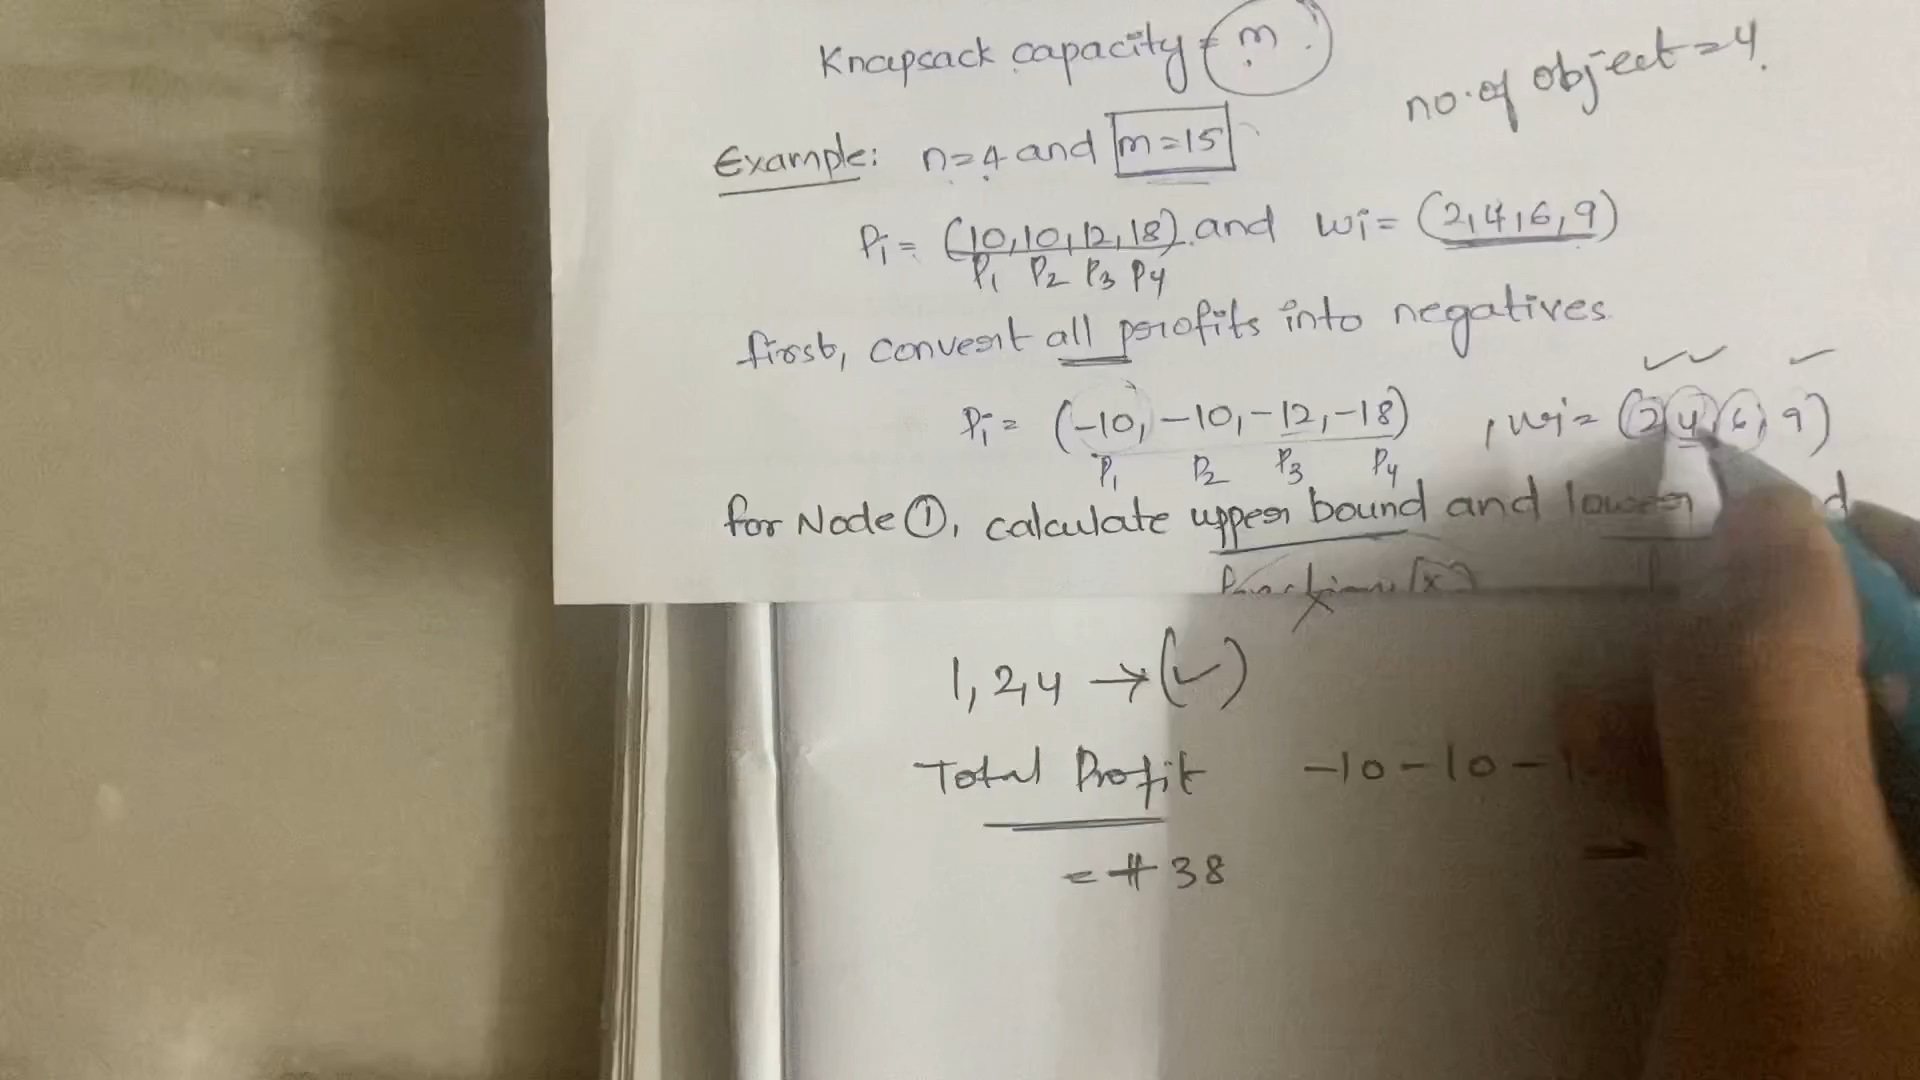 Knapsack capacity = m.
no. of object = 4.
Example: n=4 and m=15
Pi = (10,10,12,18) and wi = (2,4,6,9)
P1 P2 P3 P4
first, convert all profits into negatives.
Pi = (-10, -10, -12, -18) , wi = (2, 4, 6, 9)
P1 P2 P3 P4
for Node ①, calculate upper bound and lower
1, 2, 4 → (✓)
Total Profit -10 -10 -
= 38